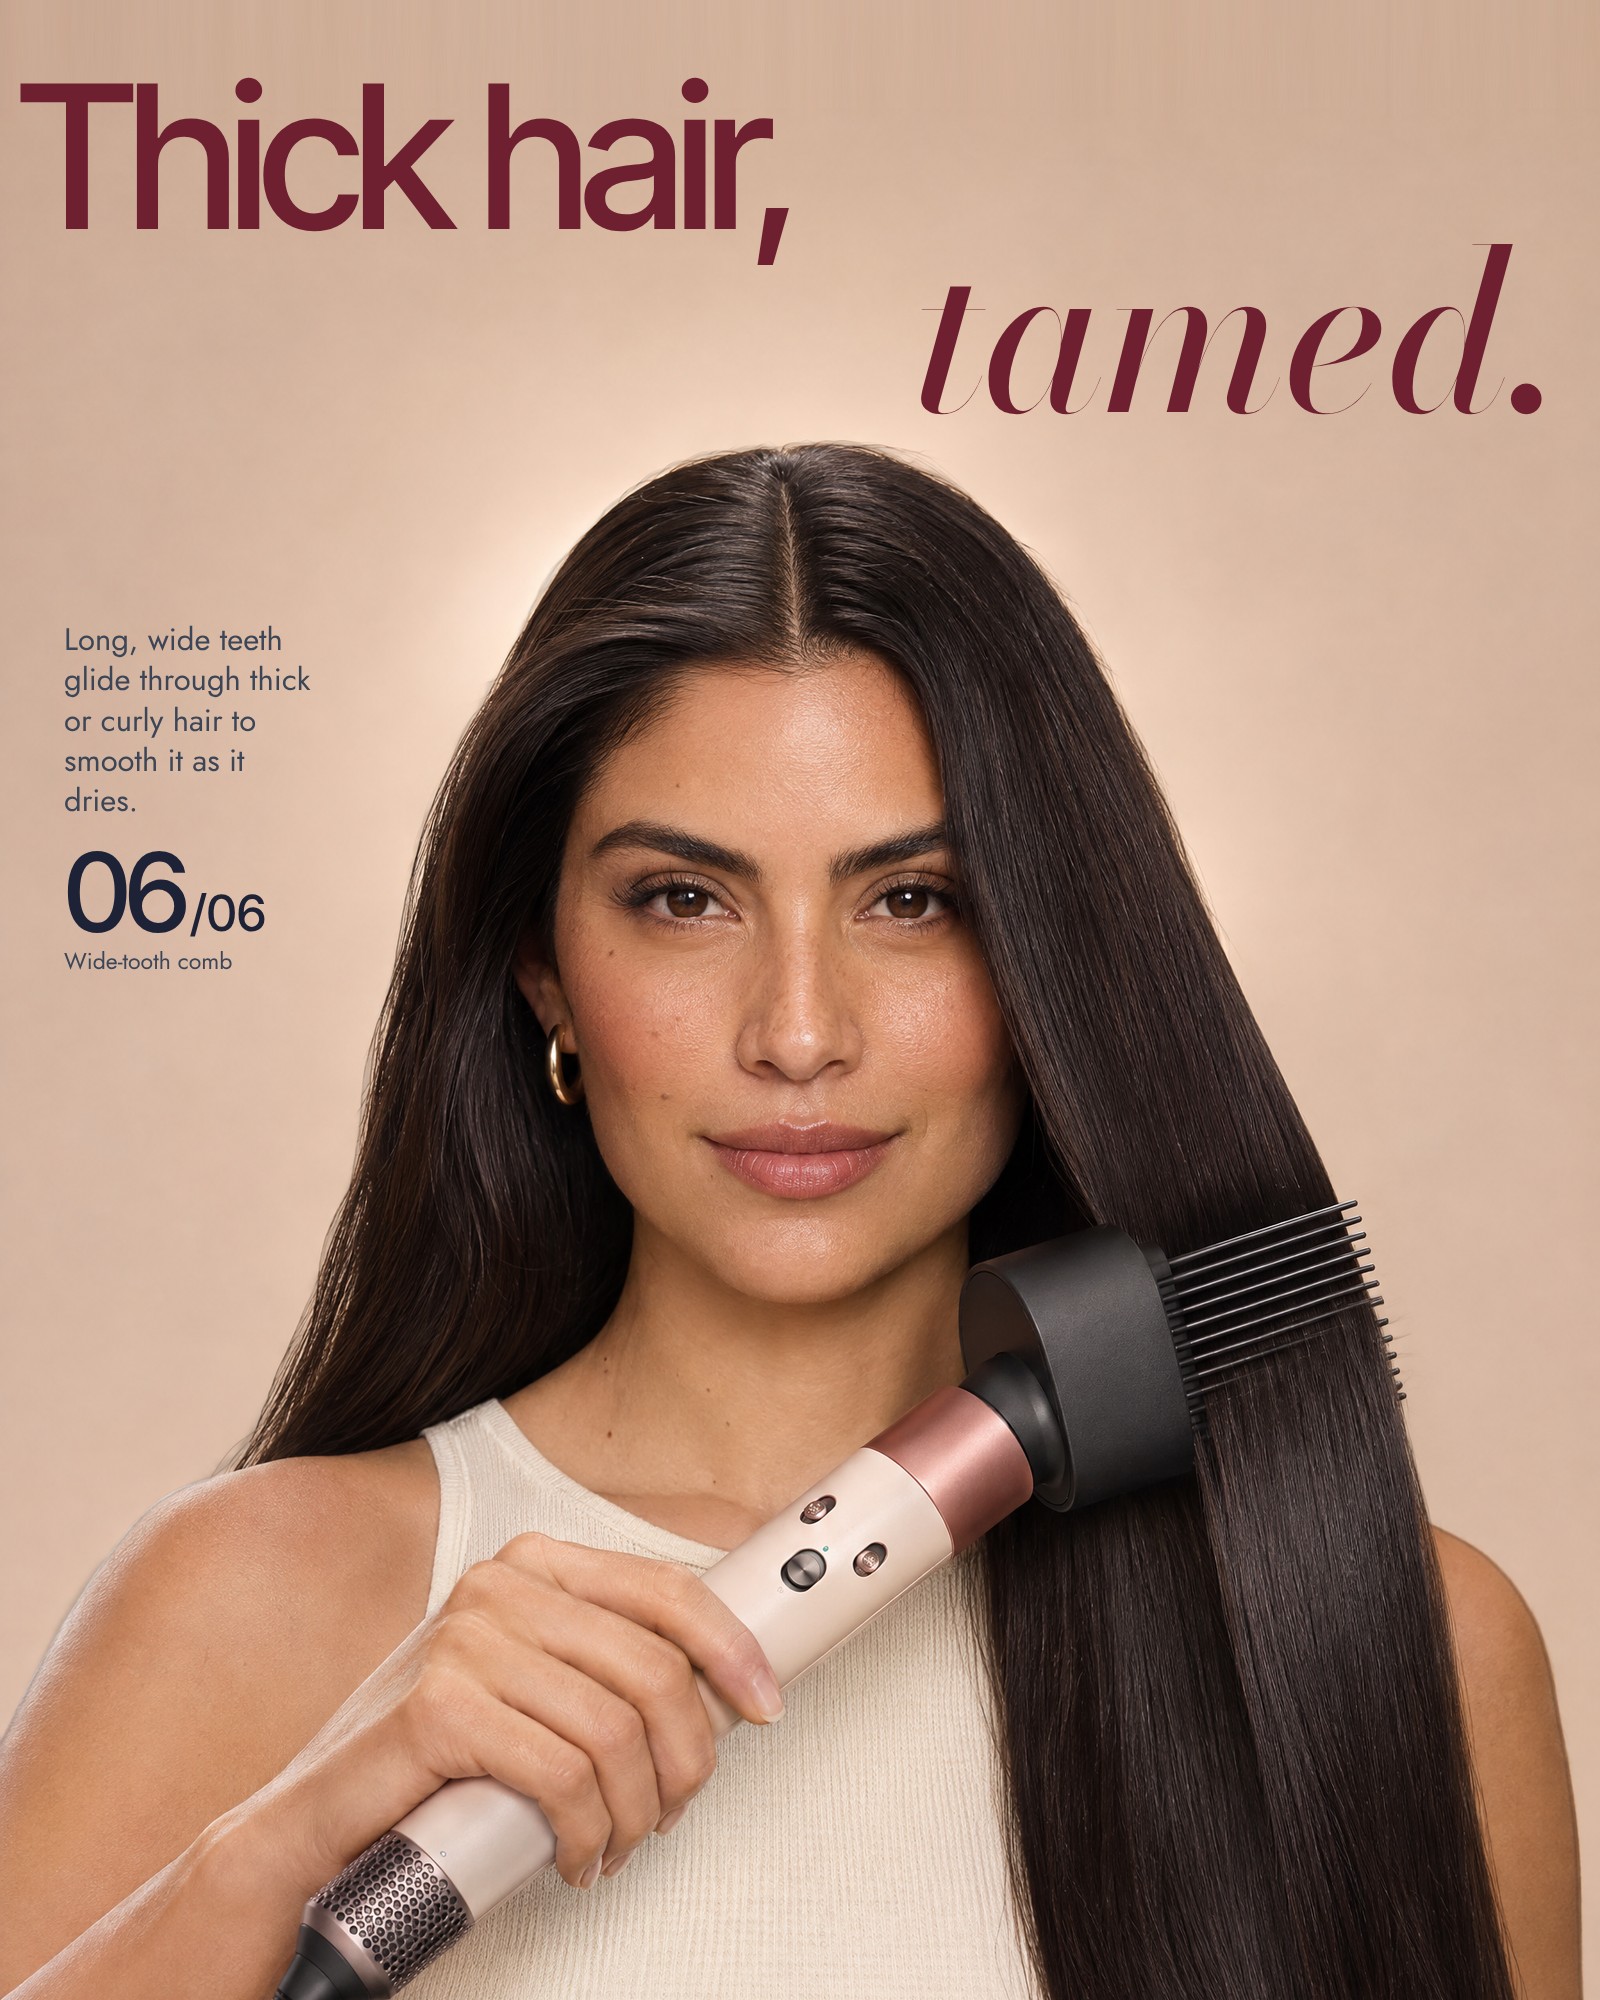 Thick hair,
tamed.
Long, wide teeth
glide through thick
or curly hair to
smooth it as it
dries.
06/06
Wide-tooth comb